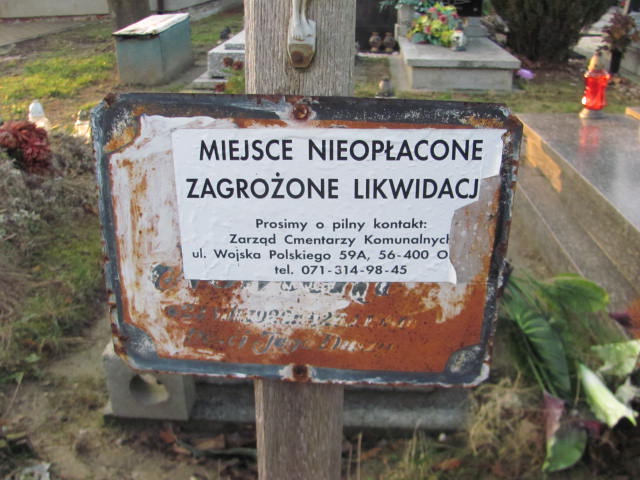 MIEJSCE NIEOPŁACONE
ZAGROŻONE LIKWIDACJ
Prosimy o pilny kontakt:
Zarząd Cmentarzy Komunalnych
ul. Wojska Polskiego 59A, 56-400 O
tel. 071-314-98-45